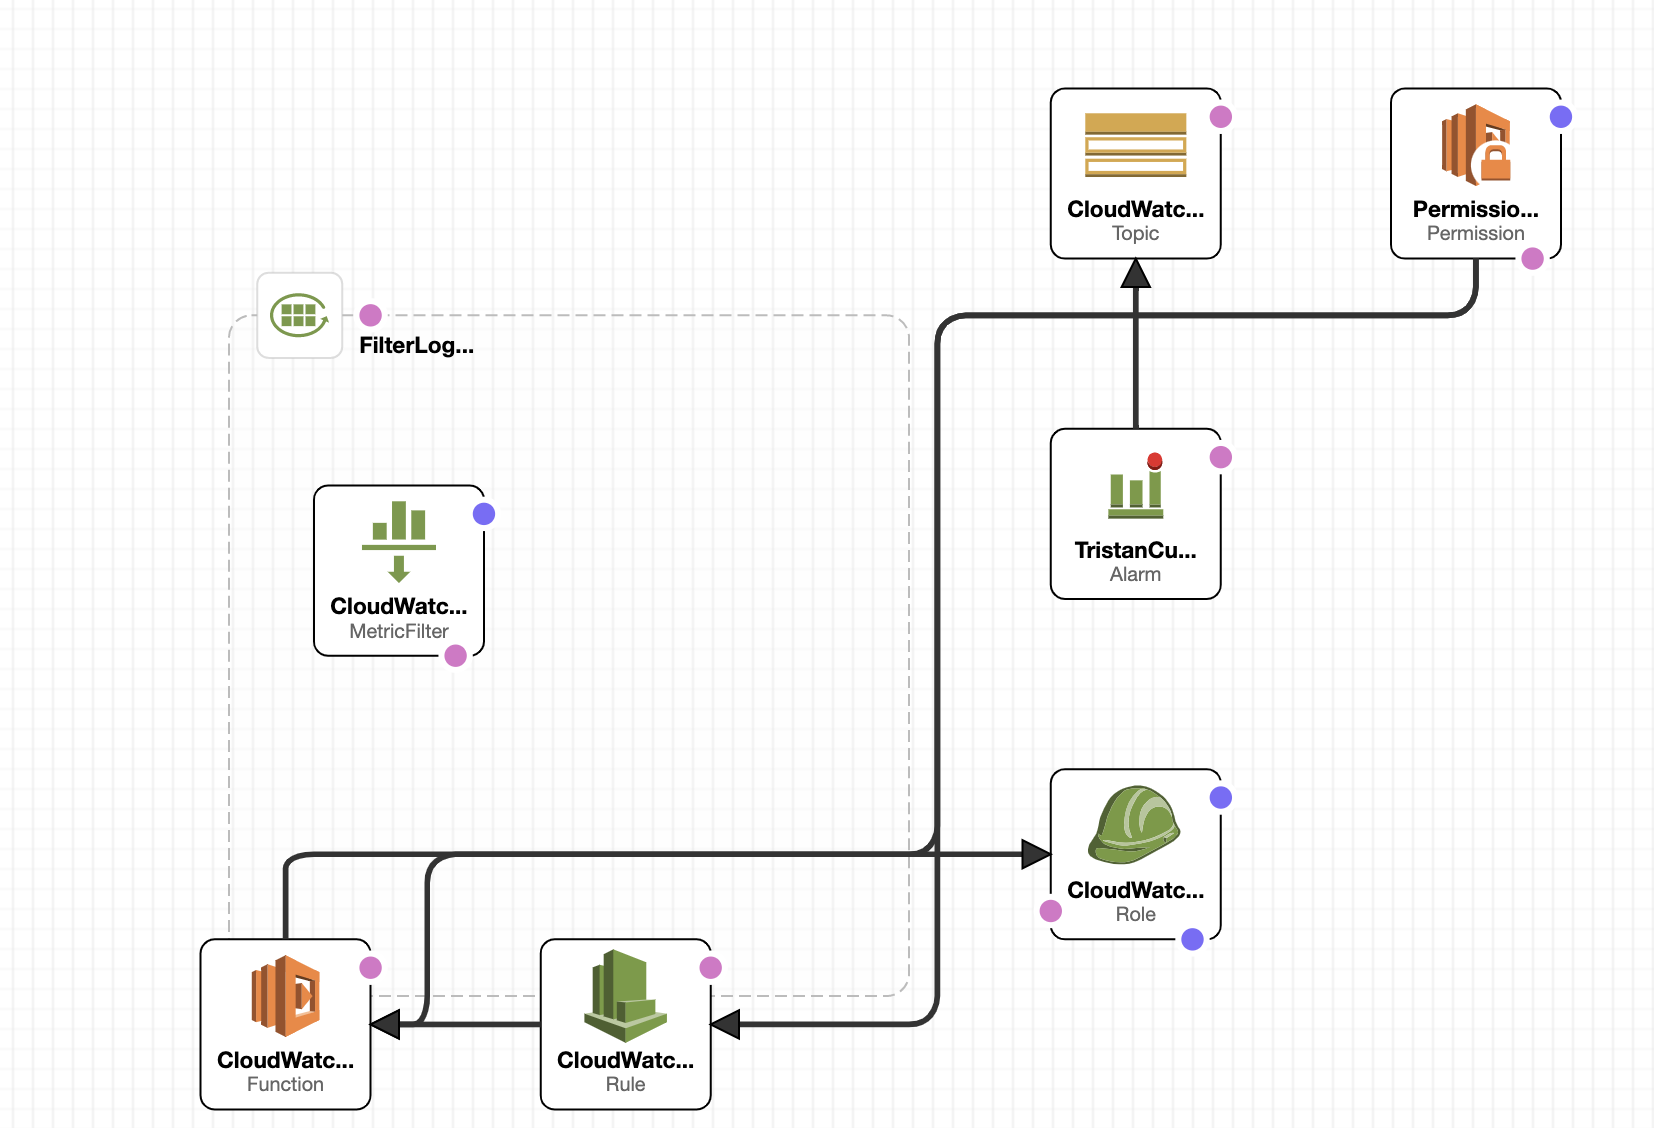 CloudWatc...
Topic
Permissio...
Permission
FilterLog...
TristanCu...
Alarm
CloudWatc...
MetricFilter
CloudWatc...
Role
CloudWatc...
Function
CloudWatc...
Rule